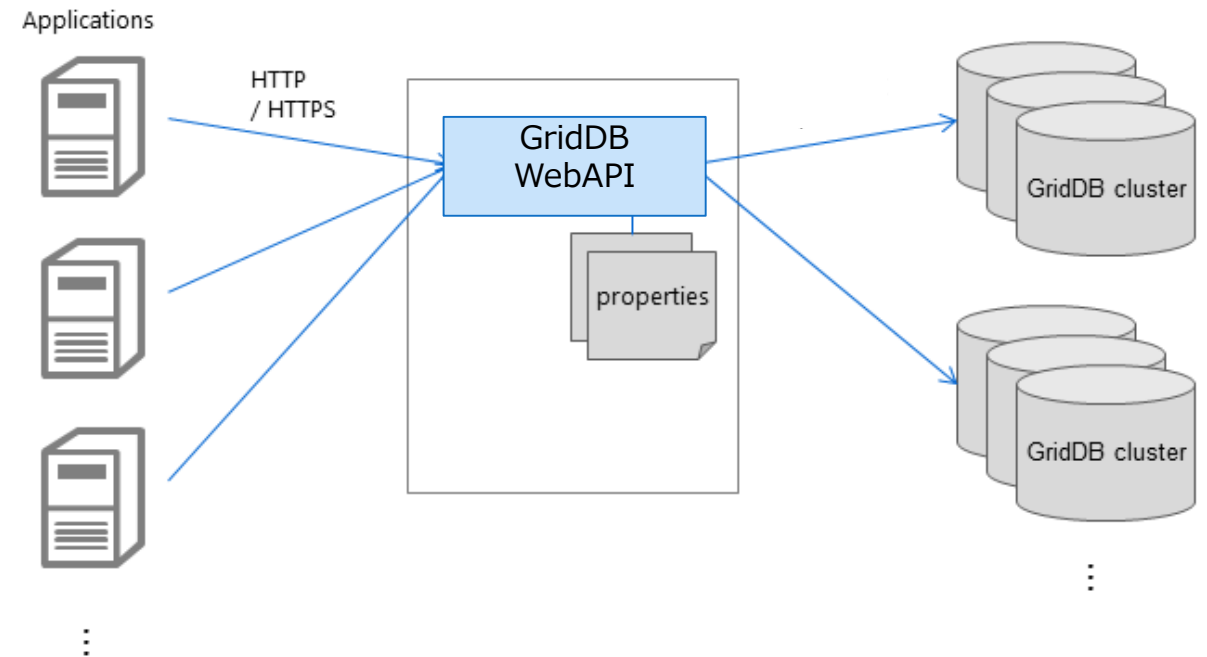 Applications
HTTP
/ HTTPS
GridDB
WebAPI
properties
GridDB cluster
GridDB cluster